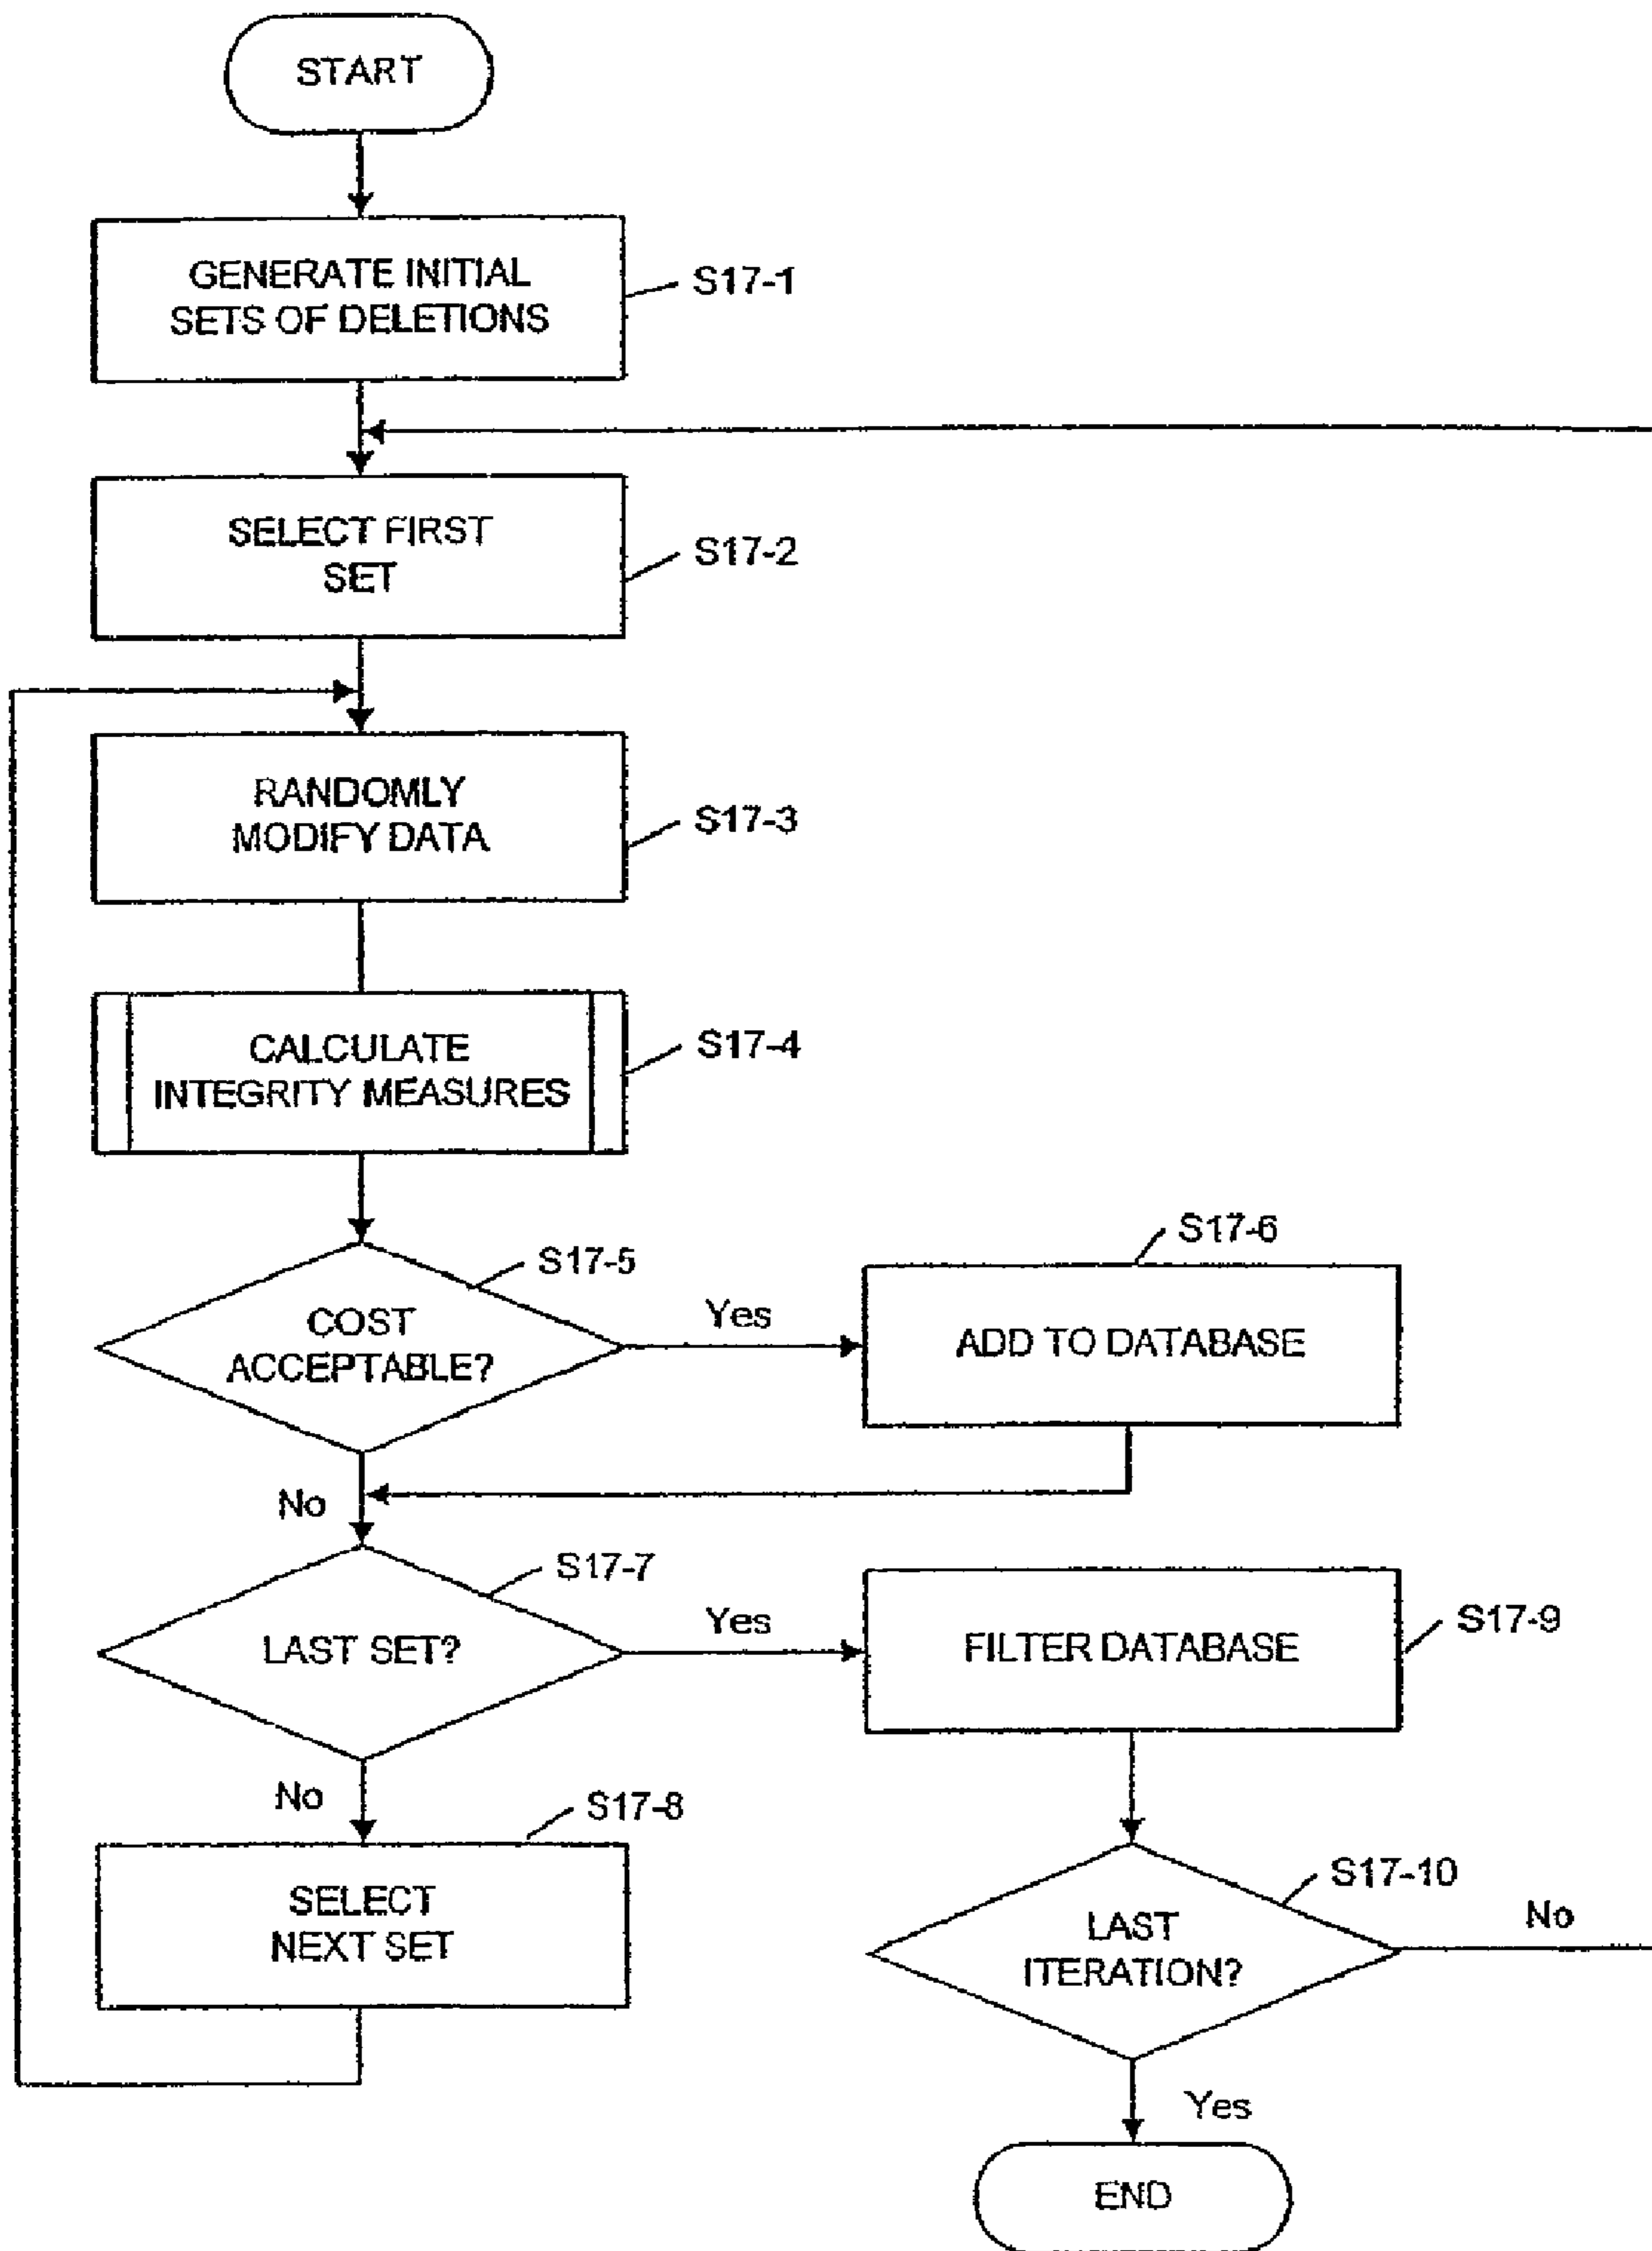 START
GENERATE INITIAL
SETS OF DELETIONS
S17-1
SELECT FIRST
SET
S17-2
RANDOMLY
MODIFY DATA
S17-3
CALCULATE
INTEGRITY MEASURES
S17-4
COST
ACCEPTABLE?
S17-5
Yes
S17-6
ADD TO DATABASE
No
LAST SET?
S17-7
Yes
FILTER DATABASE
S17-9
No
S17-8
SELECT
NEXT SET
S17-10
LAST
ITERATION?
No
Yes
END